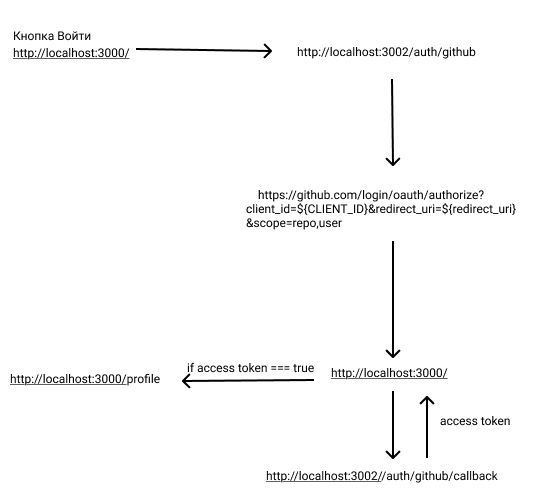 Кнопка Войти
http://localhost:3000/
http://localhost:3002/auth/github
https://github.com/login/oauth/authorize?
client_id=${CLIENT_ID}&redirect_uri=${redirect_uri}
&scope=repo,user
if access token === true
http://localhost:3000/
http://localhost:3000/profile
access token
http://localhost:3002//auth/github/callback